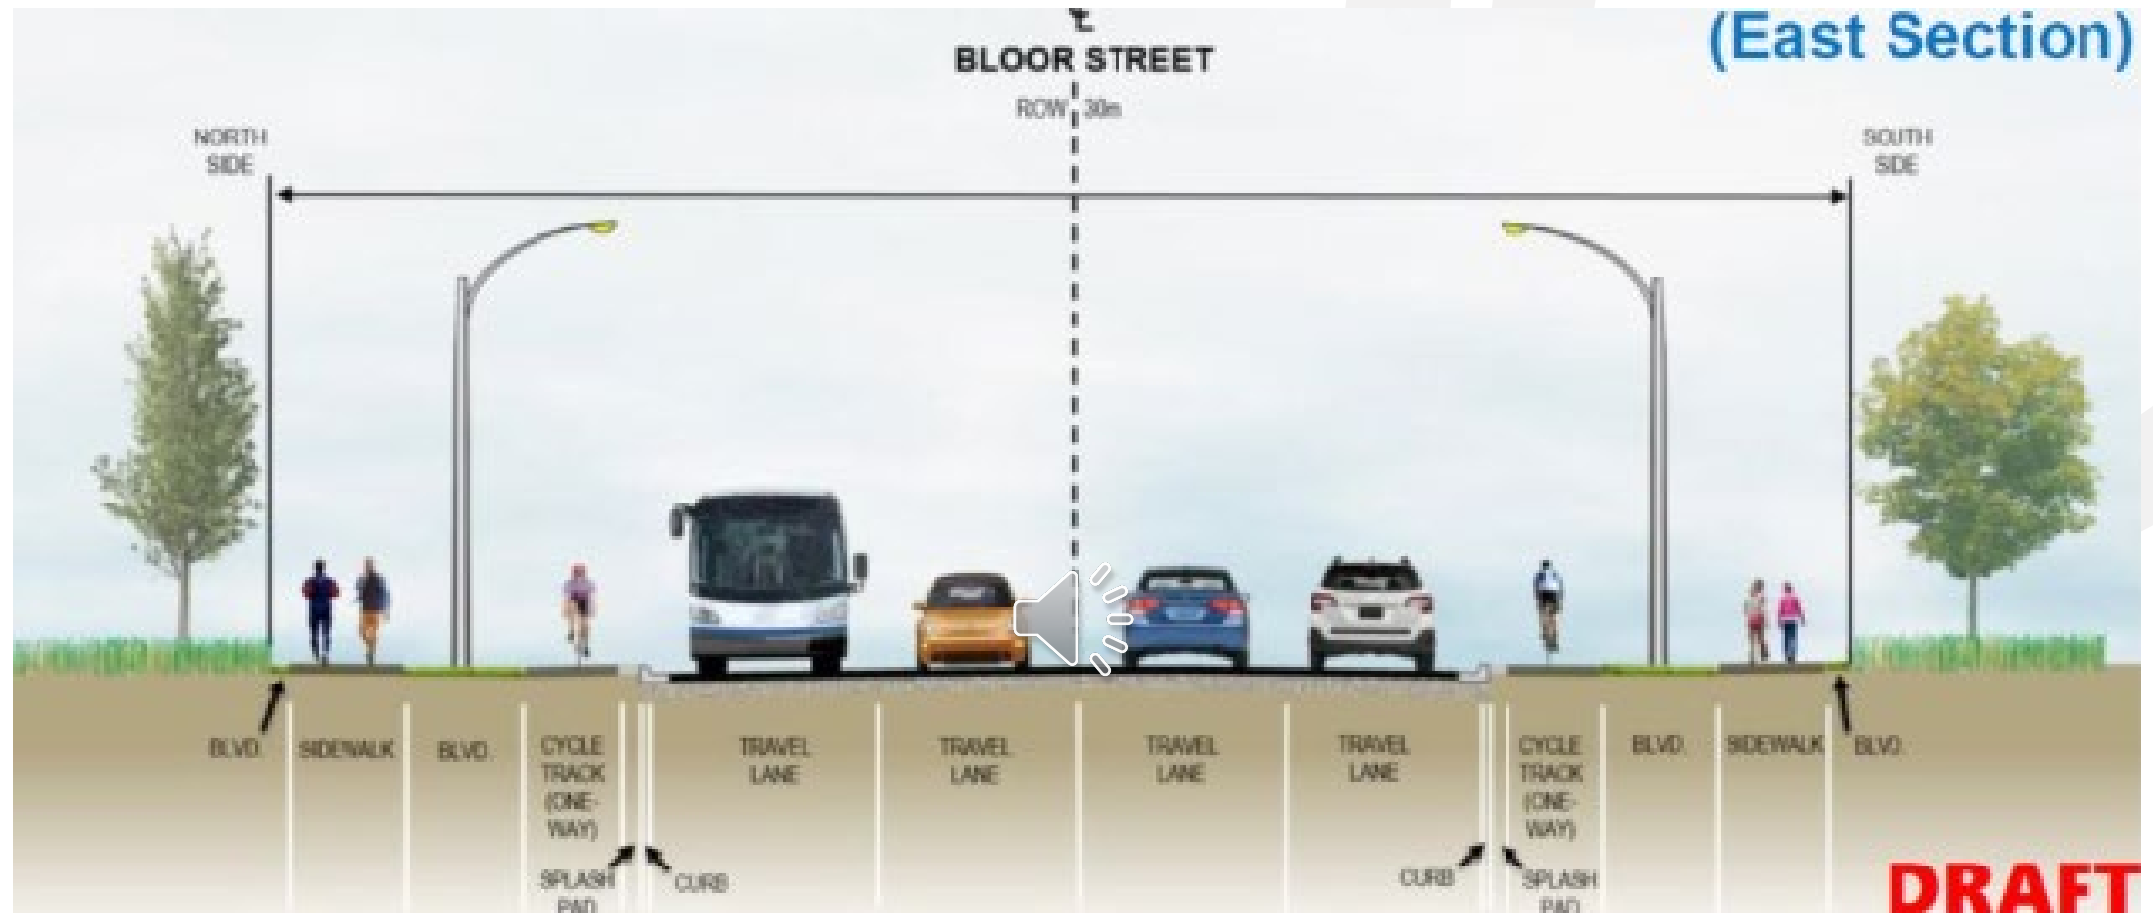 (East Section)
BLOOR STREET
ROW 30m
NORTH
SIDE
SOUTH
SIDE
BLVD.
SIDEWALK
BLVD.
CYCLE
TRACK
(ONE-
WAY)
SPLASH
PAD
CURB
TRAVEL
LANE
TRAVEL
LANE
TRAVEL
LANE
TRAVEL
LANE
CURB
CYCLE
TRACK
(ONE-
WAY)
SPLASH
PAD
BLVD.
SIDEWALK
BLVD.
DRAFT